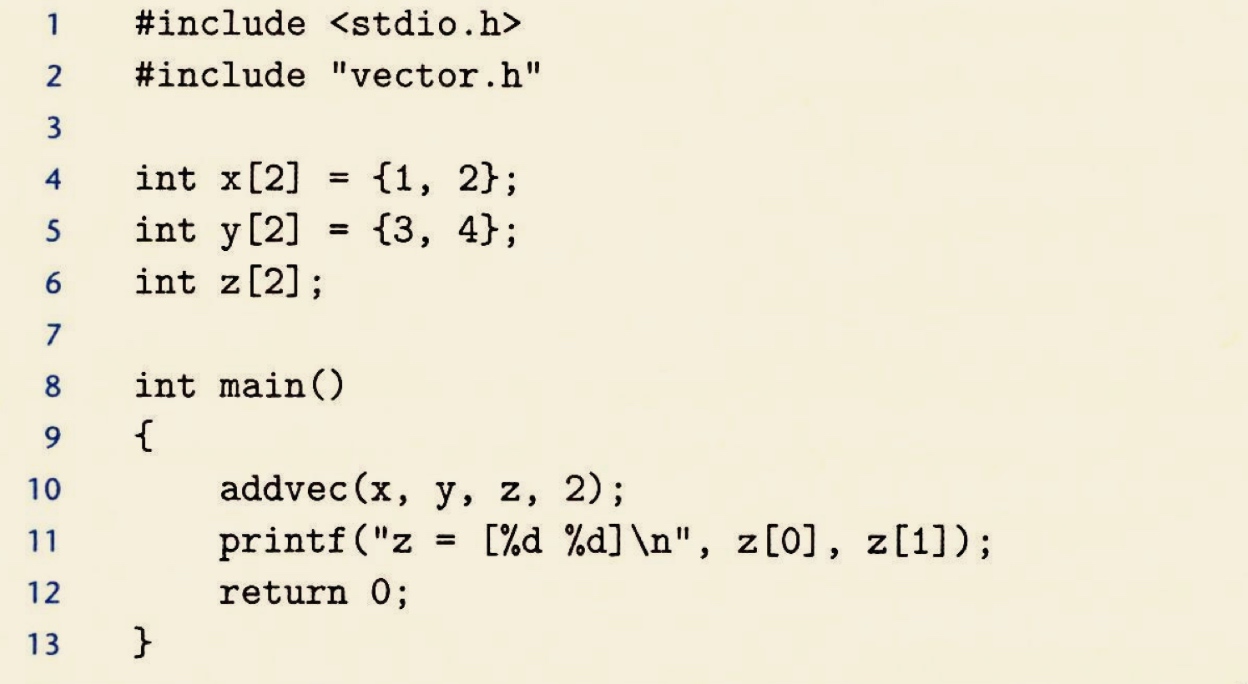 1 #include <stdio.h>
2 #include "vector.h"
3
4 int x[2] = {1, 2};
5 int y[2] = {3, 4};
6 int z[2];
7
8 int main()
9 {
10 addvec(x, y, z, 2);
11 printf("z = [%d %d]\n", z[0], z[1]);
12 return 0;
13 }